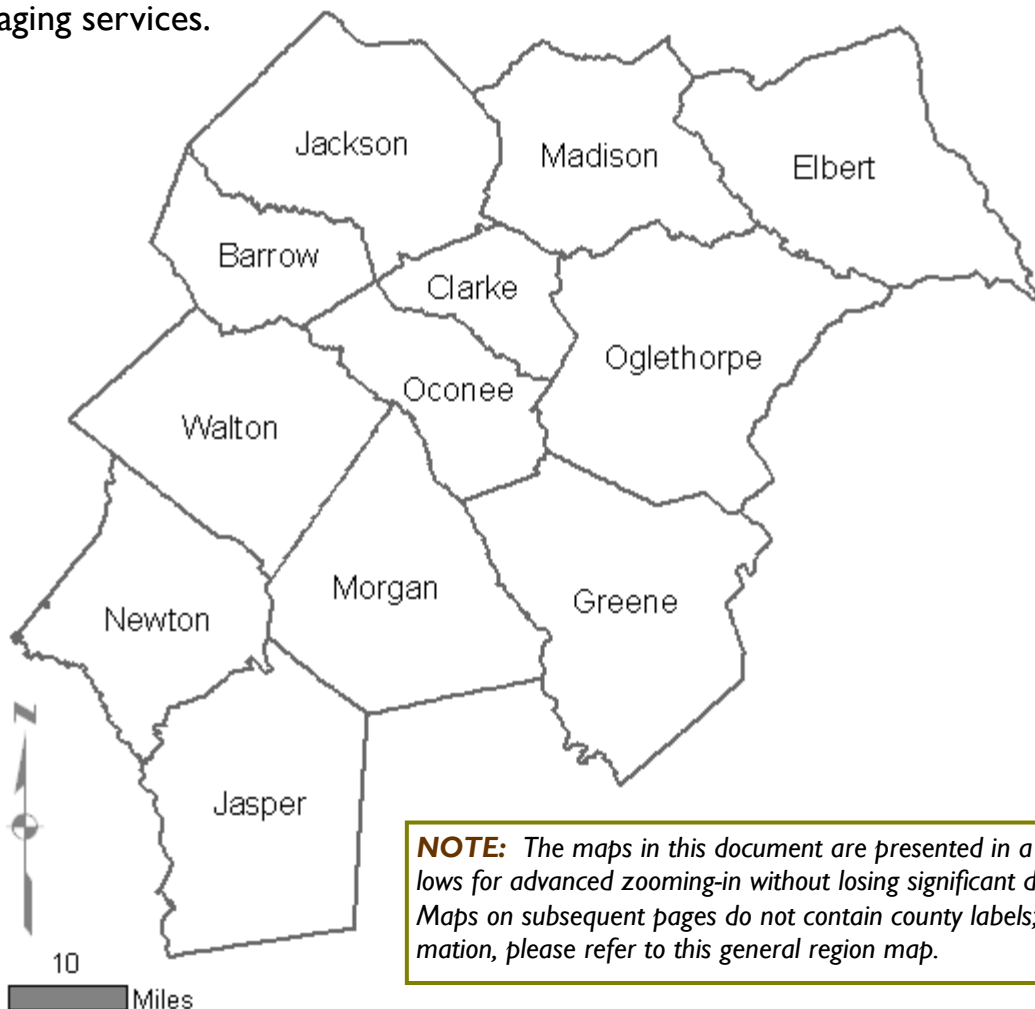 aging services.
Jackson
Madison
Elbert
Barrow
Clarke
Oglethorpe
Oconee
Walton
Morgan
Greene
Newton
Jasper
N
10
Miles
NOTE: The maps in this document are presented in a
lows for advanced zooming-in without losing significant d
Maps on subsequent pages do not contain county labels;
mation, please refer to this general region map.